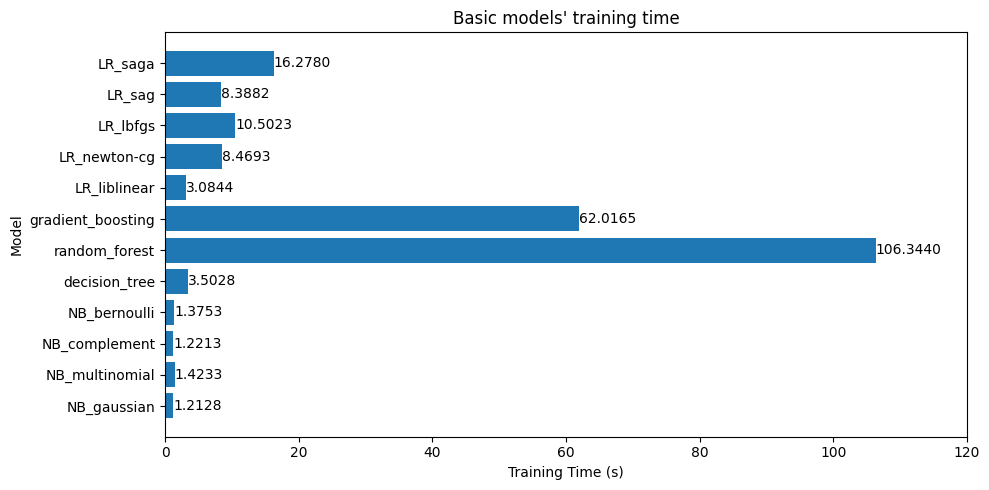 Basic models' training time
Model
LR_saga 16.2780
LR_sag 8.3882
LR_lbfgs 10.5023
LR_newton-cg 8.4693
LR_liblinear 3.0844
gradient_boosting 62.0165
random_forest 106.3440
decision_tree 3.5028
NB_bernoulli 1.3753
NB_complement 1.2213
NB_multinomial 1.4233
NB_gaussian 1.2128
0 20 40 60 80 100 120
Training Time (s)